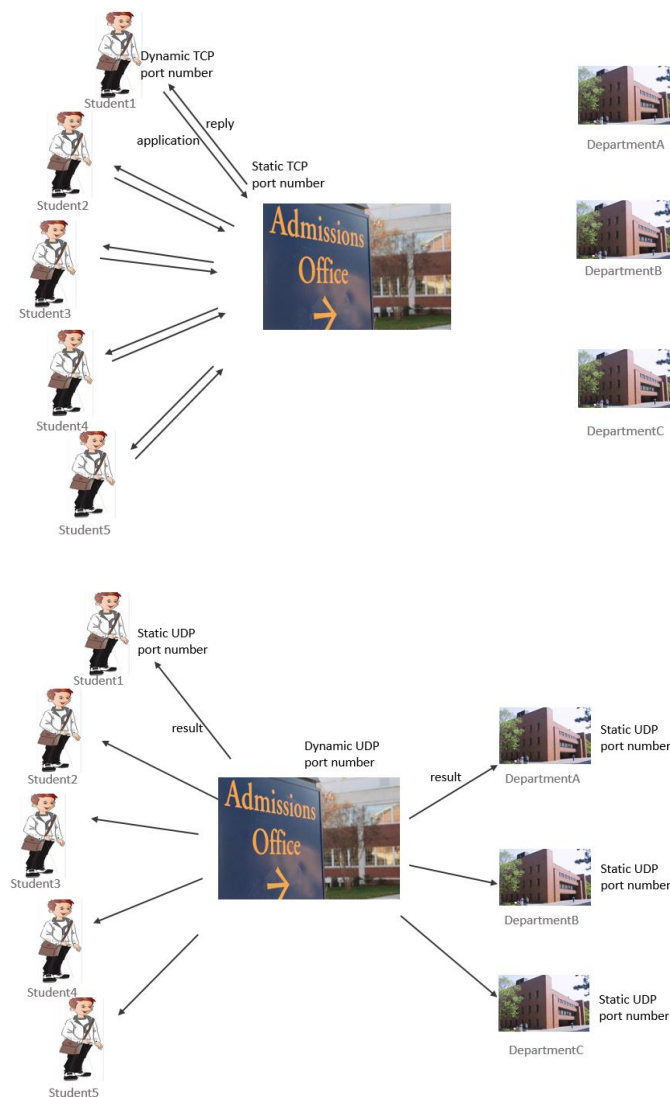 Dynamic TCP
port number
Student1
reply
application
Static TCP
port number
DepartmentA
Student2
Admissions
Office
DepartmentB
Student3
Student4
DepartmentC
Student5
Static UDP
port number
Student1
result
Dynamic UDP
port number
result
Static UDP
port number
DepartmentA
Student2
Admissions
Office
Static UDP
port number
Student3
DepartmentB
Student4
Static UDP
port number
DepartmentC
Student5